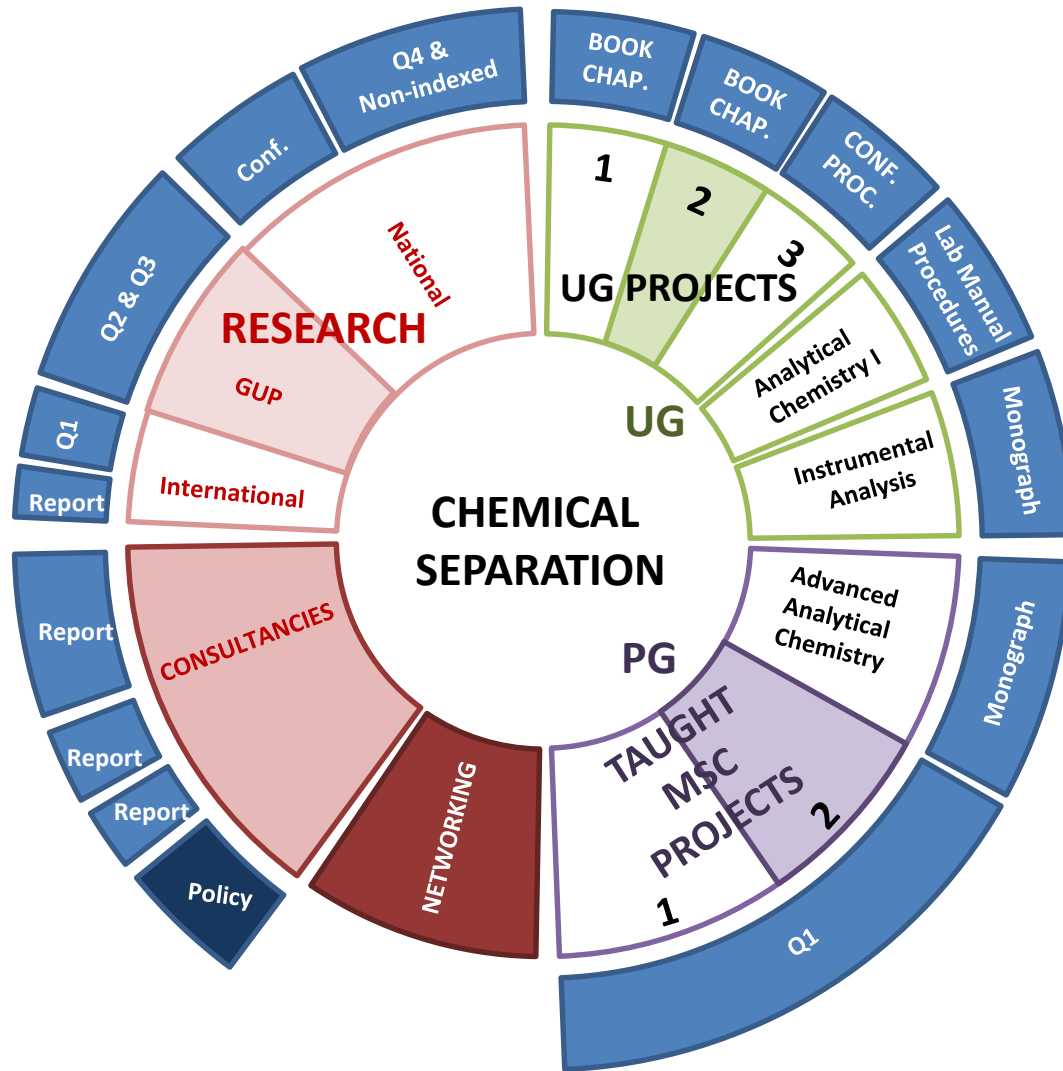 Q4 &
Non-indexed
BOOK
CHAP.
BOOK
CHAP.
CONF.
PROC.
Lab Manual
Procedures
Monograph
Monograph
Q1
Conf.
Q2 & Q3
Q1
Report
Report
Report
Report
Policy
National
RESEARCH
GUP
International
CONSULTANCIES
NETWORKING
1
2
3
UG PROJECTS
Analytical
Chemistry I
Instrumental
Analysis
UG
CHEMICAL
SEPARATION
PG
Advanced
Analytical
Chemistry
TAUGHT
MSC
PROJECTS
2
1